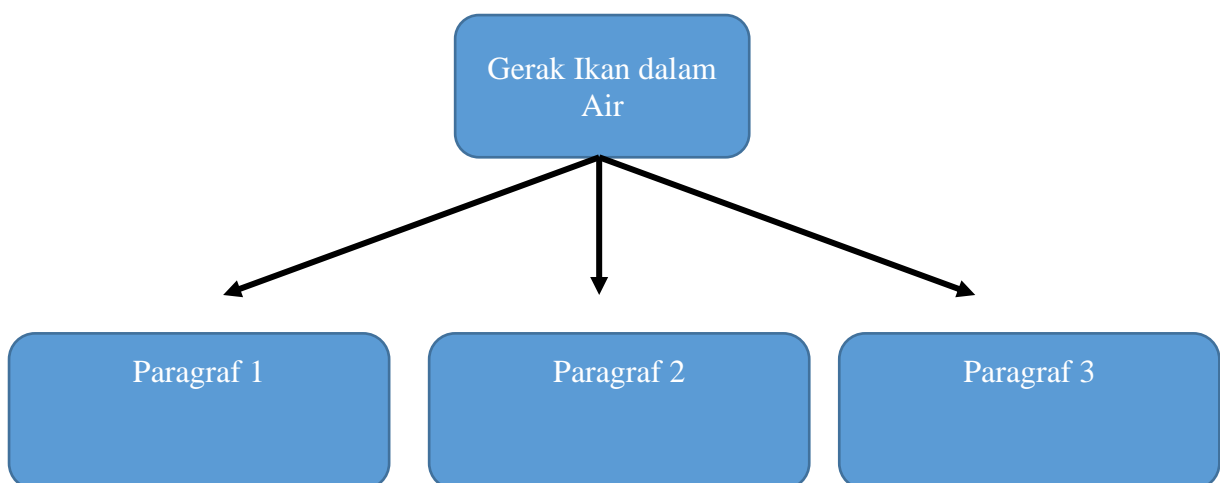 Gerak Ikan dalam
Air
Paragraf 1
Paragraf 2
Paragraf 3